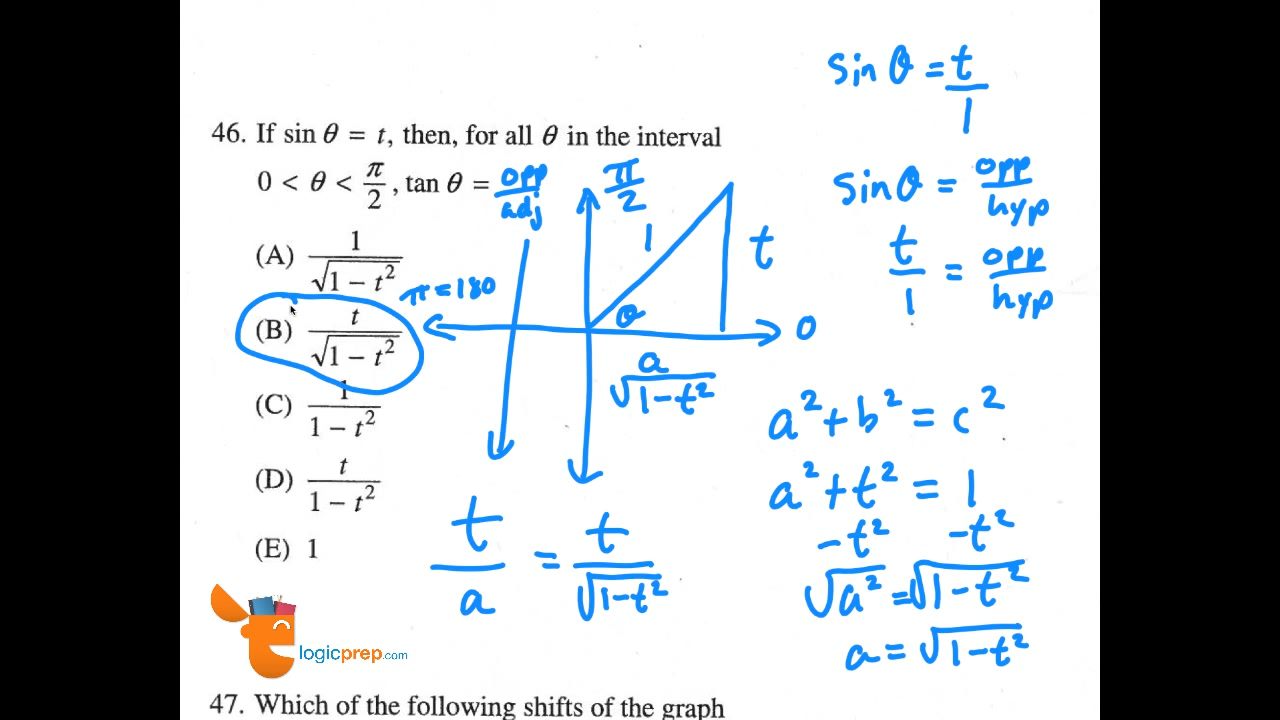 46. If sin θ = t, then, for all θ in the interval
0 < θ < π/2, tan θ = opp/adj
(A) 1/√(1 − t²)
(B) t/√(1 − t²)
(C) 1/(1 − t²)
(D) t/(1 − t²)
(E) 1
π/2
1
t
θ
π = 180
0
a
√(1-t²)
t/a = t/√(1-t²)
sin θ = t/1
sin θ = opp/hyp
t/1 = opp/hyp
a² + b² = c²
a² + t² = 1
-t² -t²
√a² = √(1-t²)
a = √(1-t²)
logicprep.com
47. Which of the following shifts of the graph